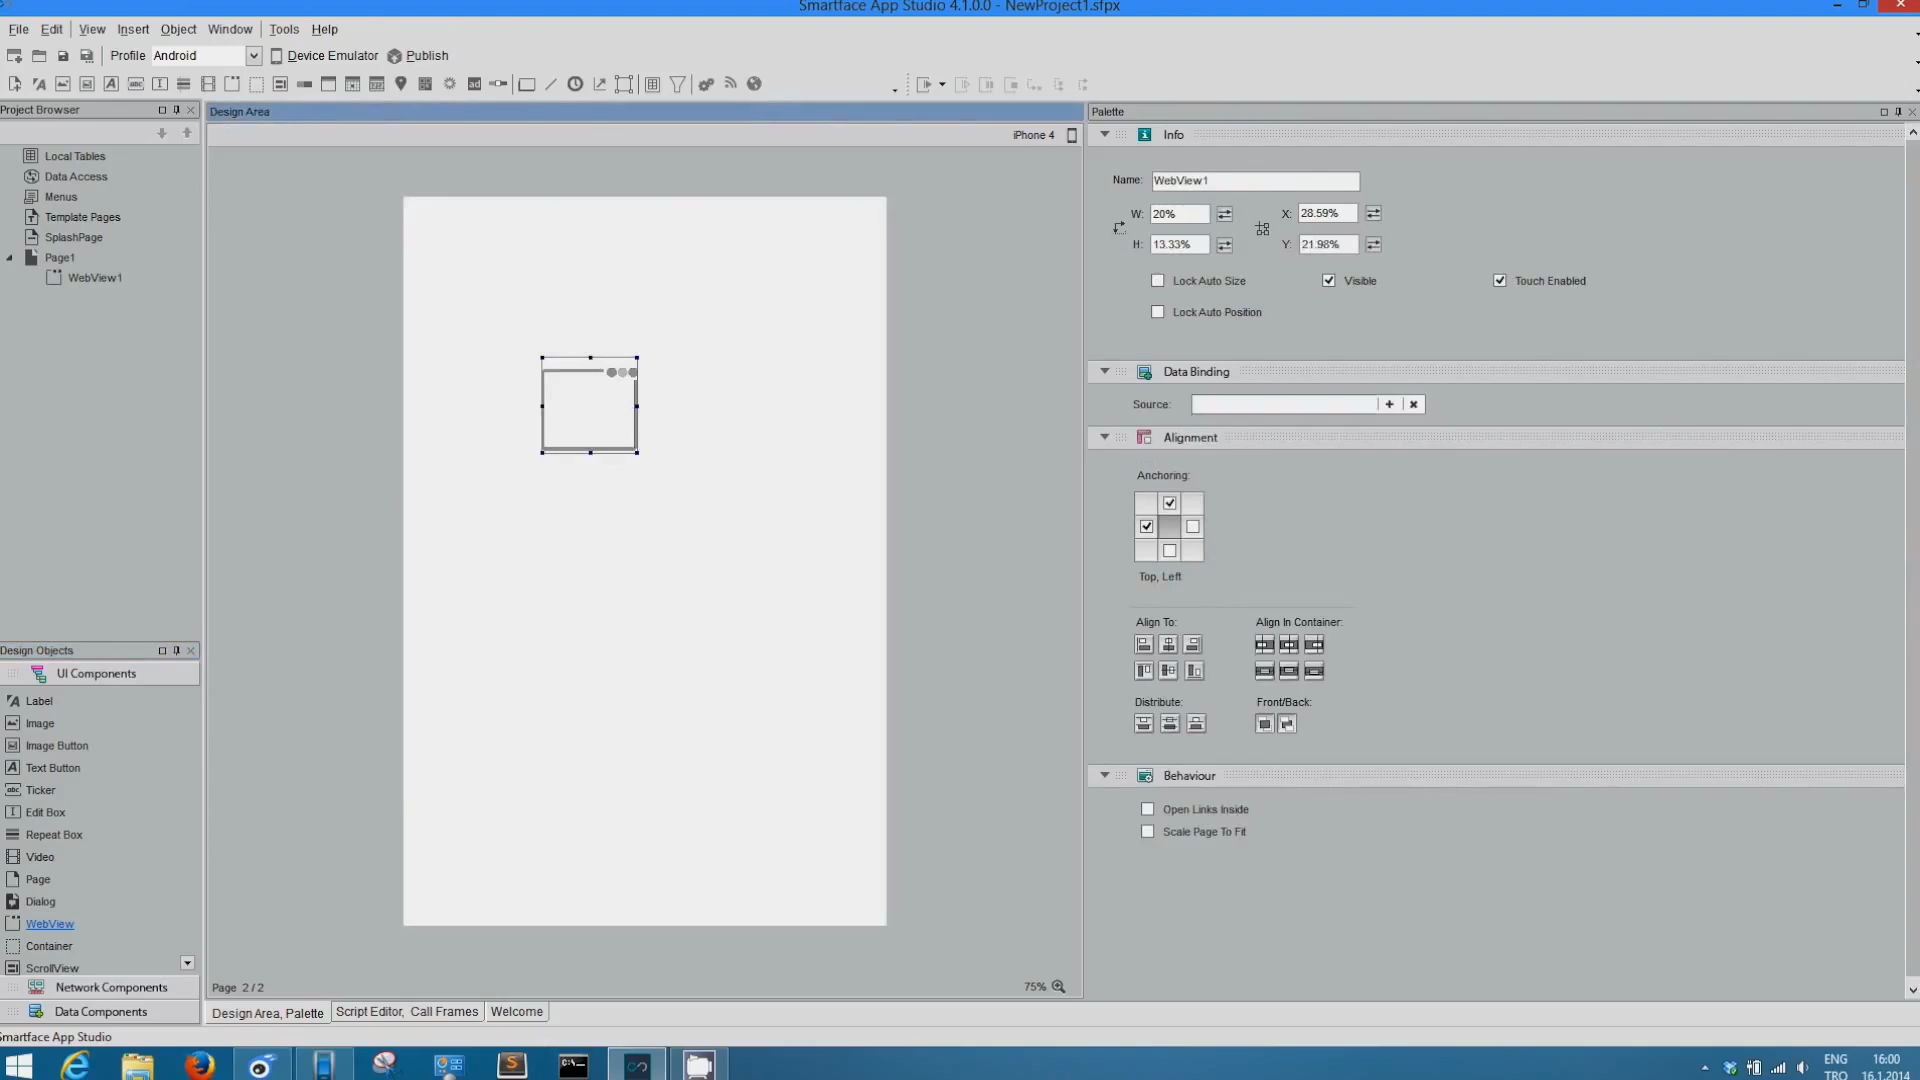 Smartface App Studio 4.1.0.0 - NewProject1.sfpx
File Edit View Insert Object Window Tools Help
Profile Android Device Emulator Publish
Project Browser
Design Area
Palette
iPhone 4
Info
Local Tables
Data Access
Menus
Template Pages
SplashPage
Page1
WebView1
Name: WebView1
W: 20% X: 28.59%
H: 13.33% Y: 21.98%
Lock Auto Size Visible Touch Enabled
Lock Auto Position
Data Binding
Source:
Alignment
Anchoring:
Top, Left
Align To: Align In Container:
Distribute: Front/Back:
Behaviour
Open Links Inside
Scale Page To Fit
Design Objects
UI Components
Label
Image
Image Button
Text Button
Ticker
Edit Box
Repeat Box
Video
Page
Dialog
WebView
Container
ScrollView
Network Components
Data Components
Page 2 / 2
75%
Design Area, Palette Script Editor, Call Frames Welcome
Smartface App Studio
ENG 16:00
TRO 16.1.2014